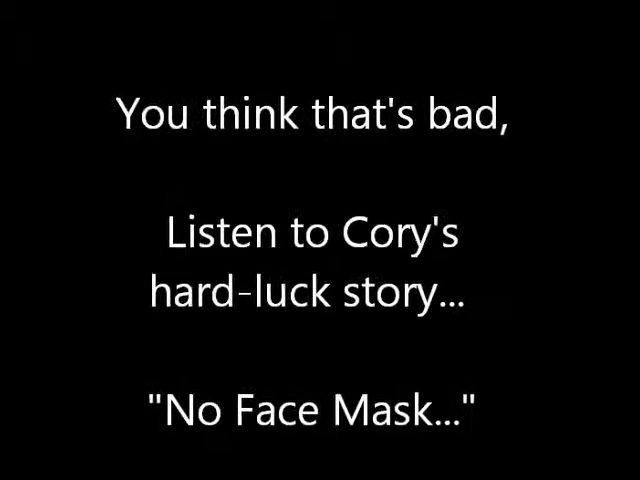 You think that's bad,
Listen to Cory's
hard-luck story...
"No Face Mask..."